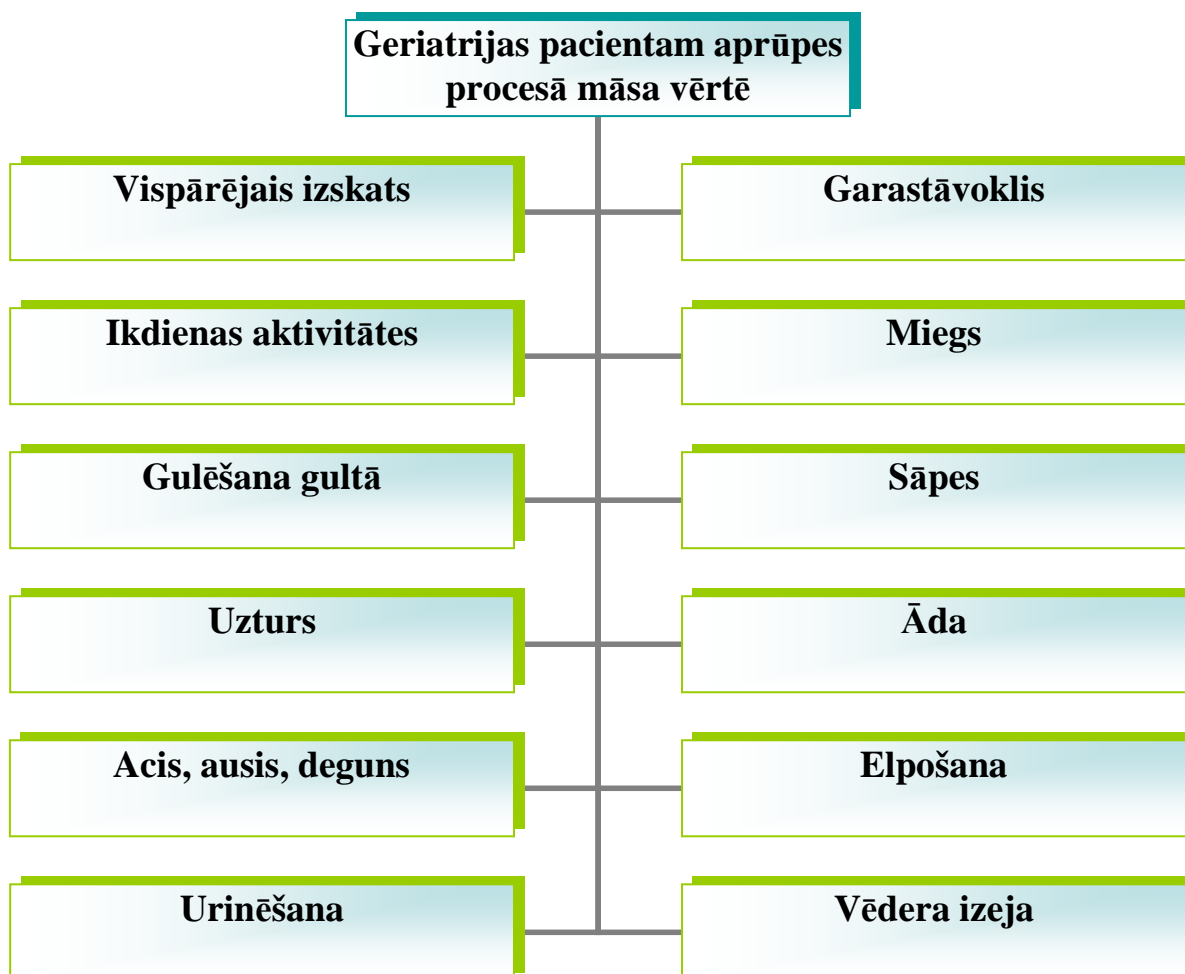 Geriatrijas pacientam aprūpes
procesā māsa vērtē
Vispārējais izskats
Garastāvoklis
Ikdienas aktivitātes
Miegs
Gulēšana gultā
Sāpes
Uzturs
Āda
Acis, ausis, deguns
Elpošana
Urinēšana
Vēdera izeja